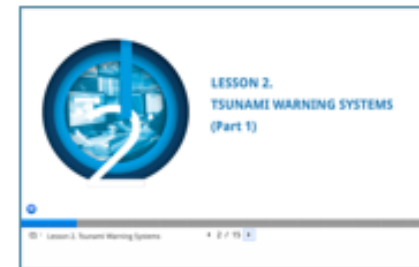 LESSON 2.
TSUNAMI WARNING SYSTEMS
(Part 1)
Lesson 2. Tsunami Warning Systems
2 / 15